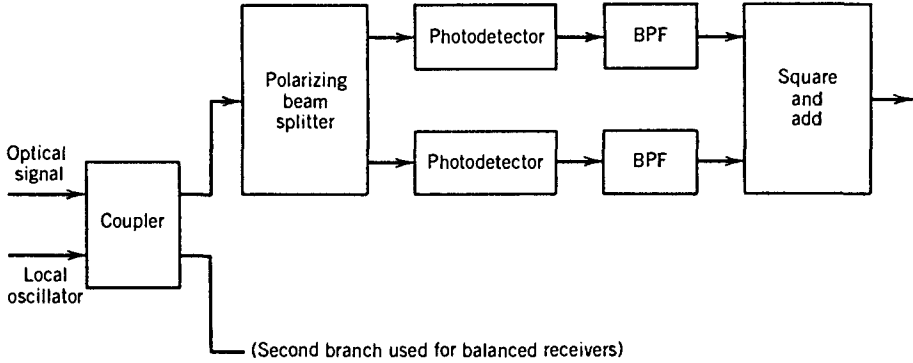 Optical
signal
Local
oscillator
Coupler
Polarizing
beam
splitter
Photodetector
BPF
Photodetector
BPF
Square
and
add
(Second branch used for balanced receivers)